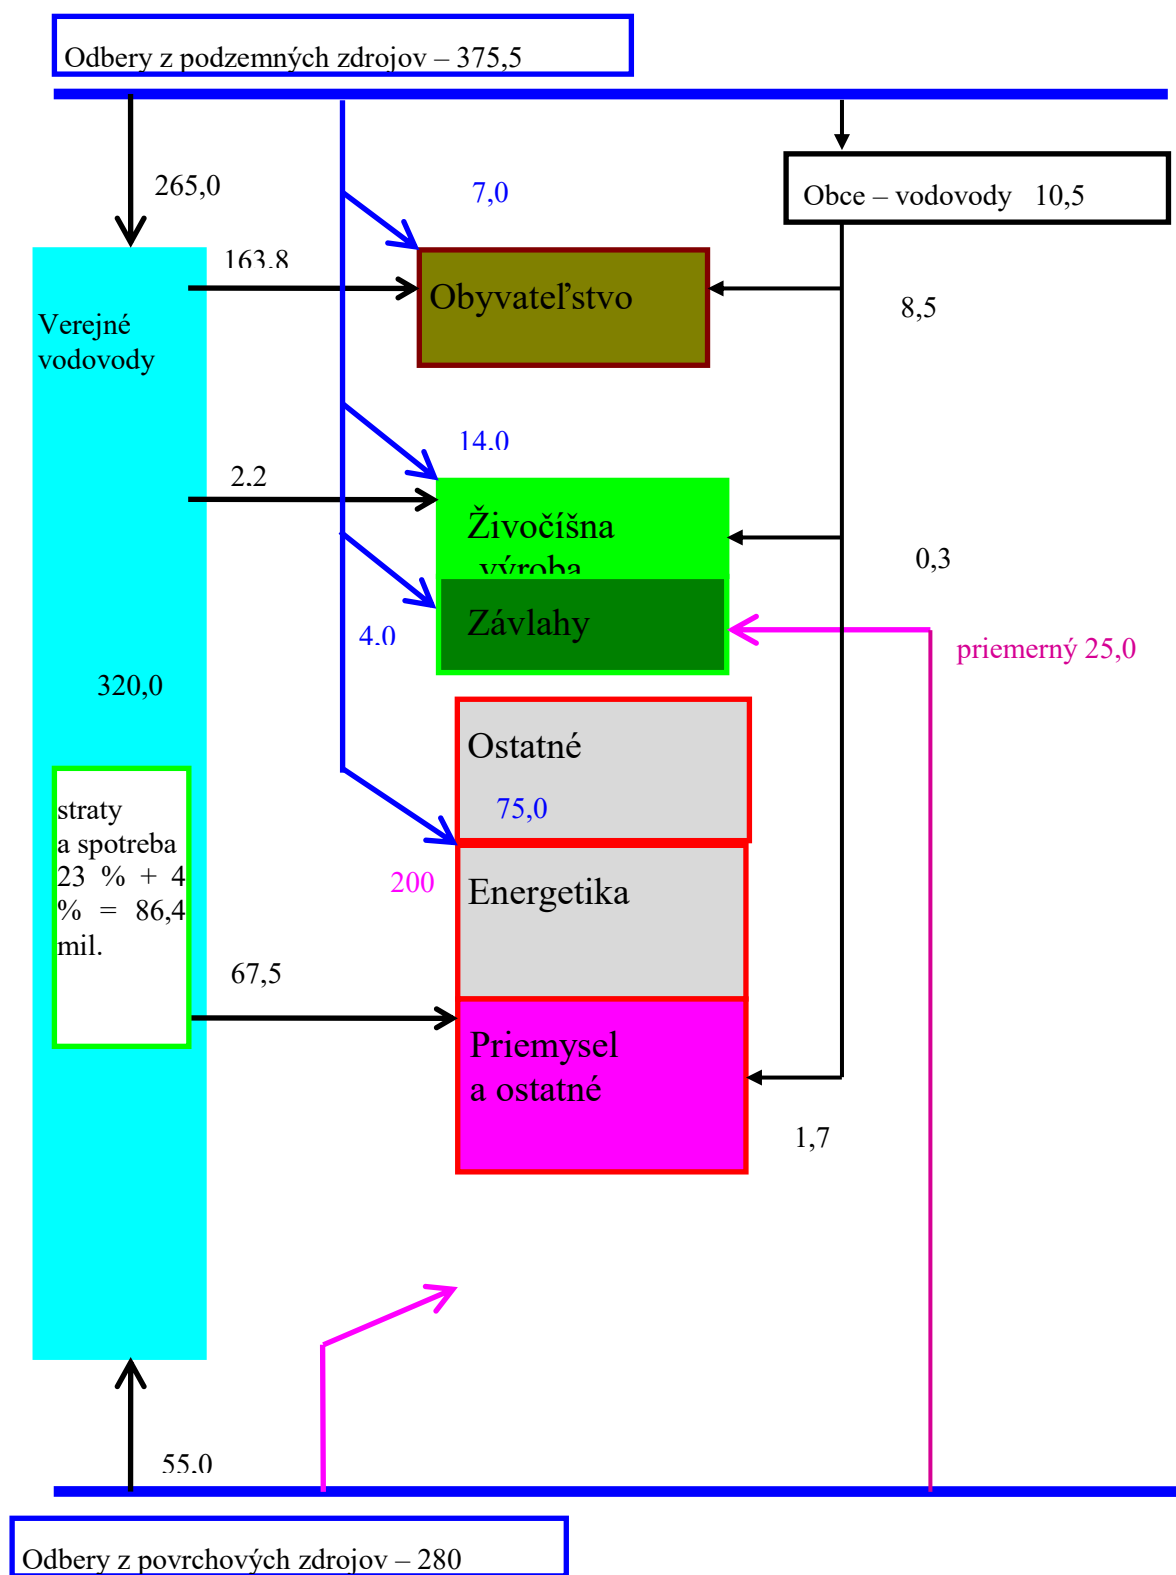 Odbery z podzemných zdrojov – 375,5
265,0
7,0
Obce – vodovody 10,5
163,8
Obyvateľstvo
8,5
Verejné
vodovody
14,0
2,2
Živočíšna
výroba
0,3
Závlahy
4,0
priemerný 25,0
320,0
Ostatné
75,0
straty
a spotreba
23 % + 4
% = 86,4
mil.
200
Energetika
67,5
Priemysel
a ostatné
1,7
55,0
Odbery z povrchových zdrojov – 280